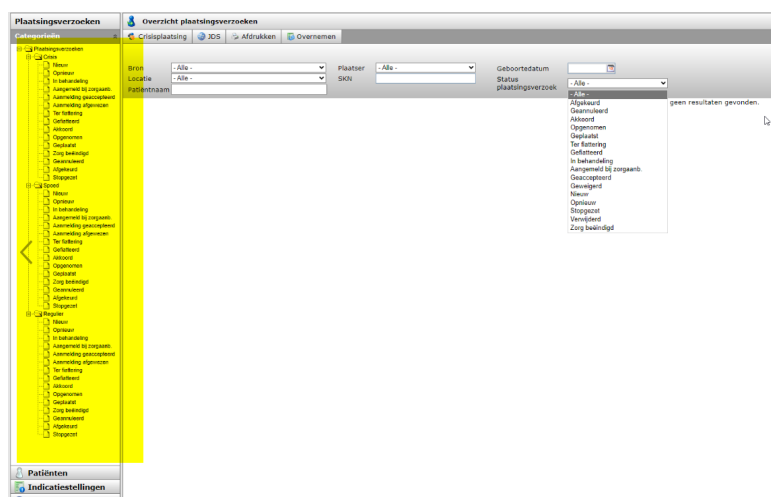 Plaatsingsverzoeken
Overzicht plaatsingsverzoeken
Categorieën
Crisisplaatsing
JDS
Afdrukken
Overnemen
Plaatsingsverzoeken
Crisis
Nieuw
Opnieuw
In behandeling
Aangemeld bij zorgaanb.
Aanmelding geaccepteerd
Aanmelding afgewezen
Ter fiattering
Gefiatteerd
Akkoord
Opgenomen
Geplaatst
Zorg beëindigd
Geannuleerd
Afgekeurd
Stopgezet
Spoed
Nieuw
Opnieuw
In behandeling
Aangemeld bij zorgaanb.
Aanmelding geaccepteerd
Aanmelding afgewezen
Ter fiattering
Gefiatteerd
Akkoord
Opgenomen
Geplaatst
Zorg beëindigd
Geannuleerd
Afgekeurd
Stopgezet
Regulier
Nieuw
Opnieuw
In behandeling
Aangemeld bij zorgaanb.
Aanmelding geaccepteerd
Aanmelding afgewezen
Ter fiattering
Gefiatteerd
Akkoord
Opgenomen
Geplaatst
Zorg beëindigd
Geannuleerd
Afgekeurd
Stopgezet
Patiënten
Indicatiestellingen
Bron - Alle -
Locatie - Alle -
Patiëntnaam
Plaatser - Alle -
SKN
Geboortedatum
Status plaatsingsverzoek - Alle -
- Alle -
Afgekeurd
Geannuleerd
Akkoord
Opgenomen
Geplaatst
Ter fiattering
Gefiatteerd
In behandeling
Aangemeld bij zorgaanb.
Geaccepteerd
Geweigerd
Nieuw
Opnieuw
Stopgezet
Verwijderd
Zorg beëindigd
geen resultaten gevonden.